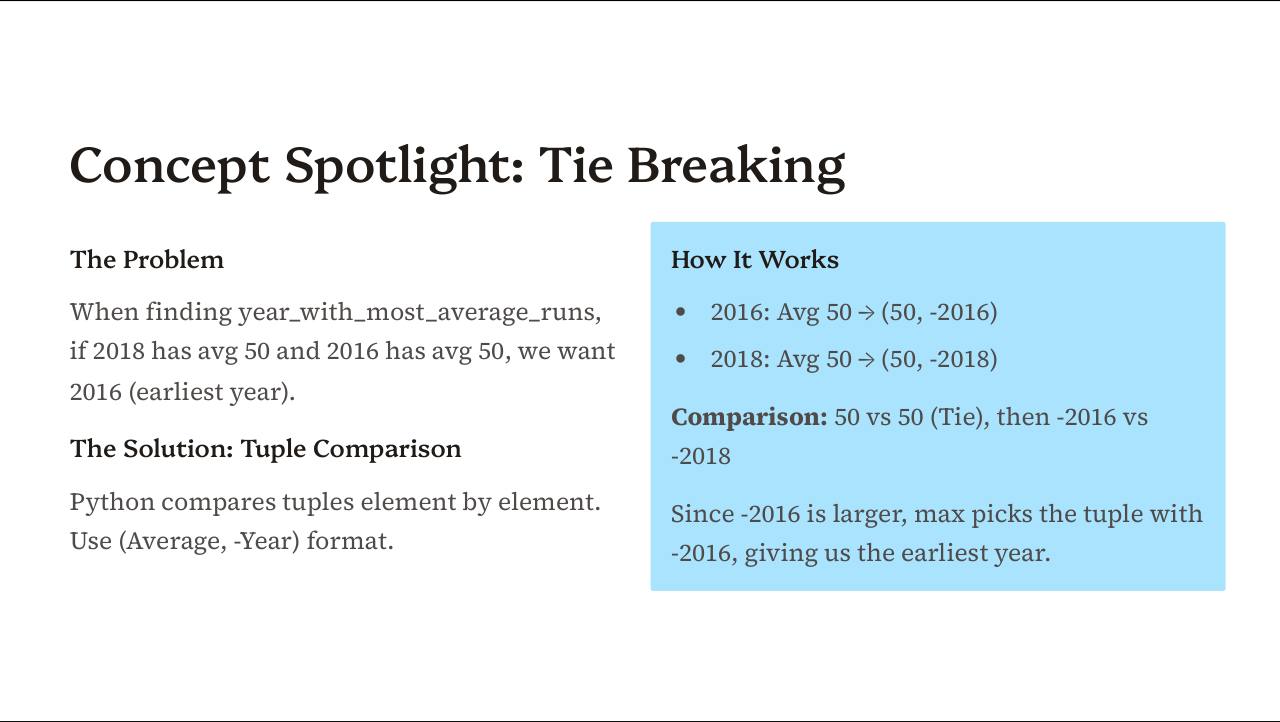 Concept Spotlight: Tie Breaking
The Problem
When finding year_with_most_average_runs,
if 2018 has avg 50 and 2016 has avg 50, we want
2016 (earliest year).
The Solution: Tuple Comparison
Python compares tuples element by element.
Use (Average, -Year) format.
How It Works
• 2016: Avg 50 → (50, -2016)
• 2018: Avg 50 → (50, -2018)
Comparison: 50 vs 50 (Tie), then -2016 vs
-2018
Since -2016 is larger, max picks the tuple with
-2016, giving us the earliest year.